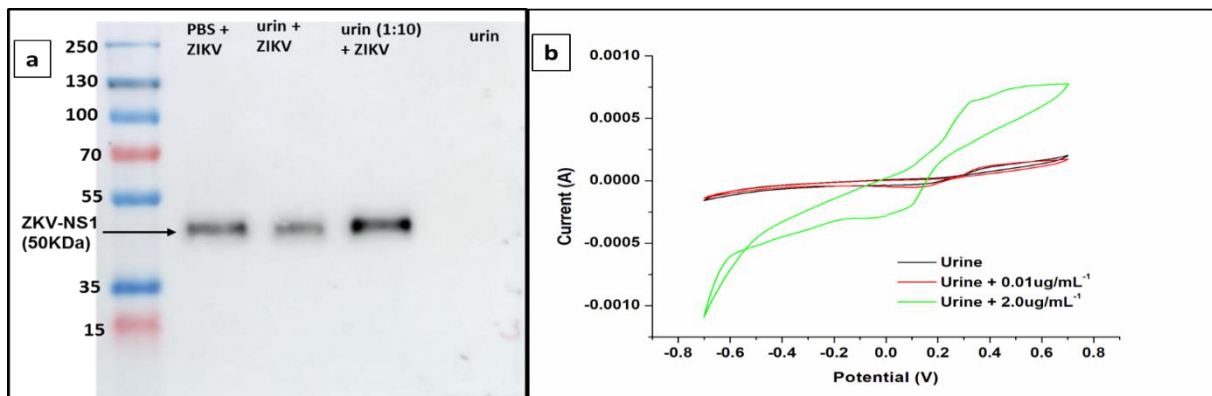 a
PBS +
ZIKV
urin +
ZIKV
urin (1:10)
+ ZIKV
urin
250
130
100
70
55
ZKV-NS1
(50KDa)
35
15
b
0.0010
0.0005
0.0000
-0.0005
-0.0010
Current (A)
Urine
Urine + 0.01ug/mL⁻¹
Urine + 2.0ug/mL⁻¹
-0.8 -0.6 -0.4 -0.2 0.0 0.2 0.4 0.6 0.8
Potential (V)